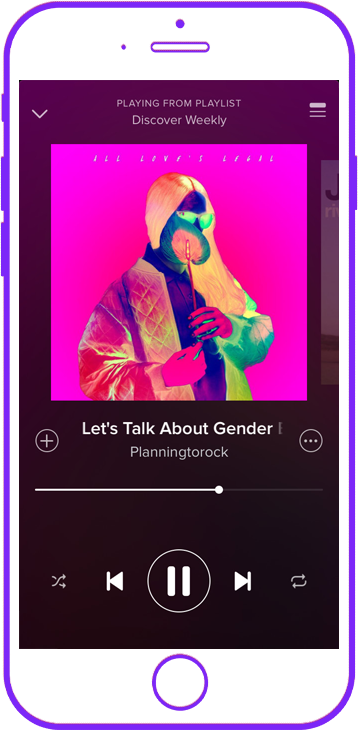 PLAYING FROM PLAYLIST
Discover Weekly
ALL LOVE'S LEGAL
Let's Talk About Gender
Planningtorock